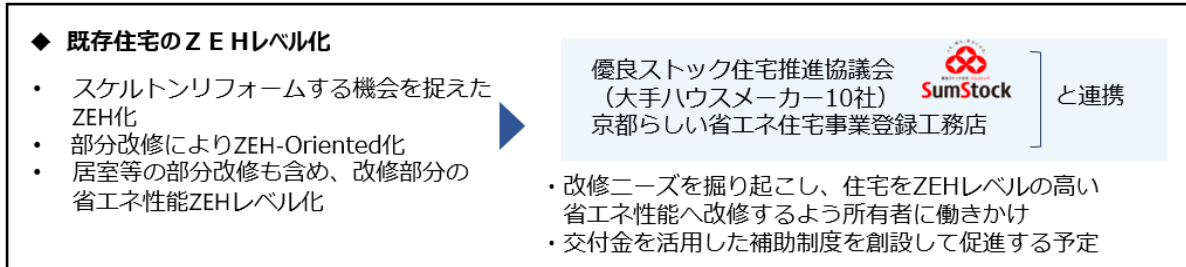 ◆ 既存住宅のＺＥＨレベル化
・ スケルトンリフォームする機会を捉えた
ZEH化
・ 部分改修によりZEH-Oriented化
・ 居室等の部分改修も含め、改修部分の
省エネ性能ZEHレベル化
優良ストック住宅推進協議会
（大手ハウスメーカー10社）
京都らしい省エネ住宅事業登録工務店
SumStock
と連携
・改修ニーズを掘り起こし、住宅をZEHレベルの高い
省エネ性能へ改修するよう所有者に働きかけ
・交付金を活用した補助制度を創設して促進する予定